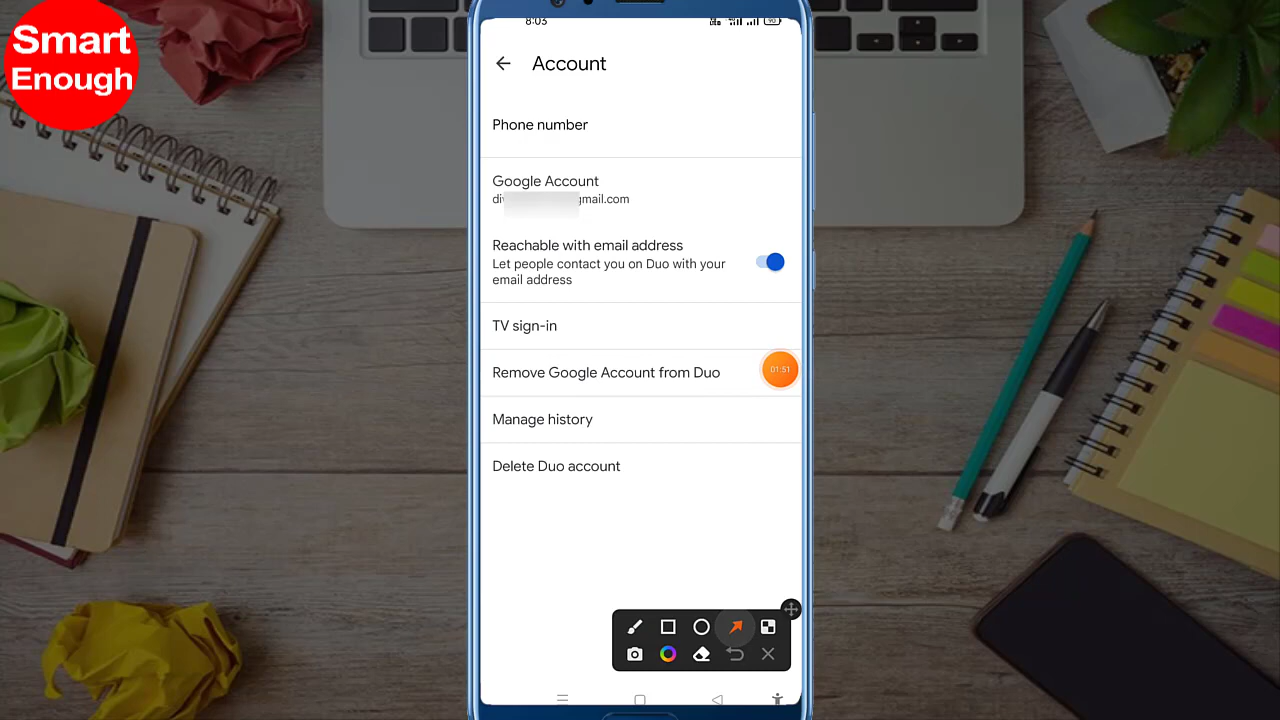 Smart
Enough
8:03
90
Account
Phone number
Google Account
di gmail.com
Reachable with email address
Let people contact you on Duo with your
email address
TV sign-in
Remove Google Account from Duo
01:51
Manage history
Delete Duo account